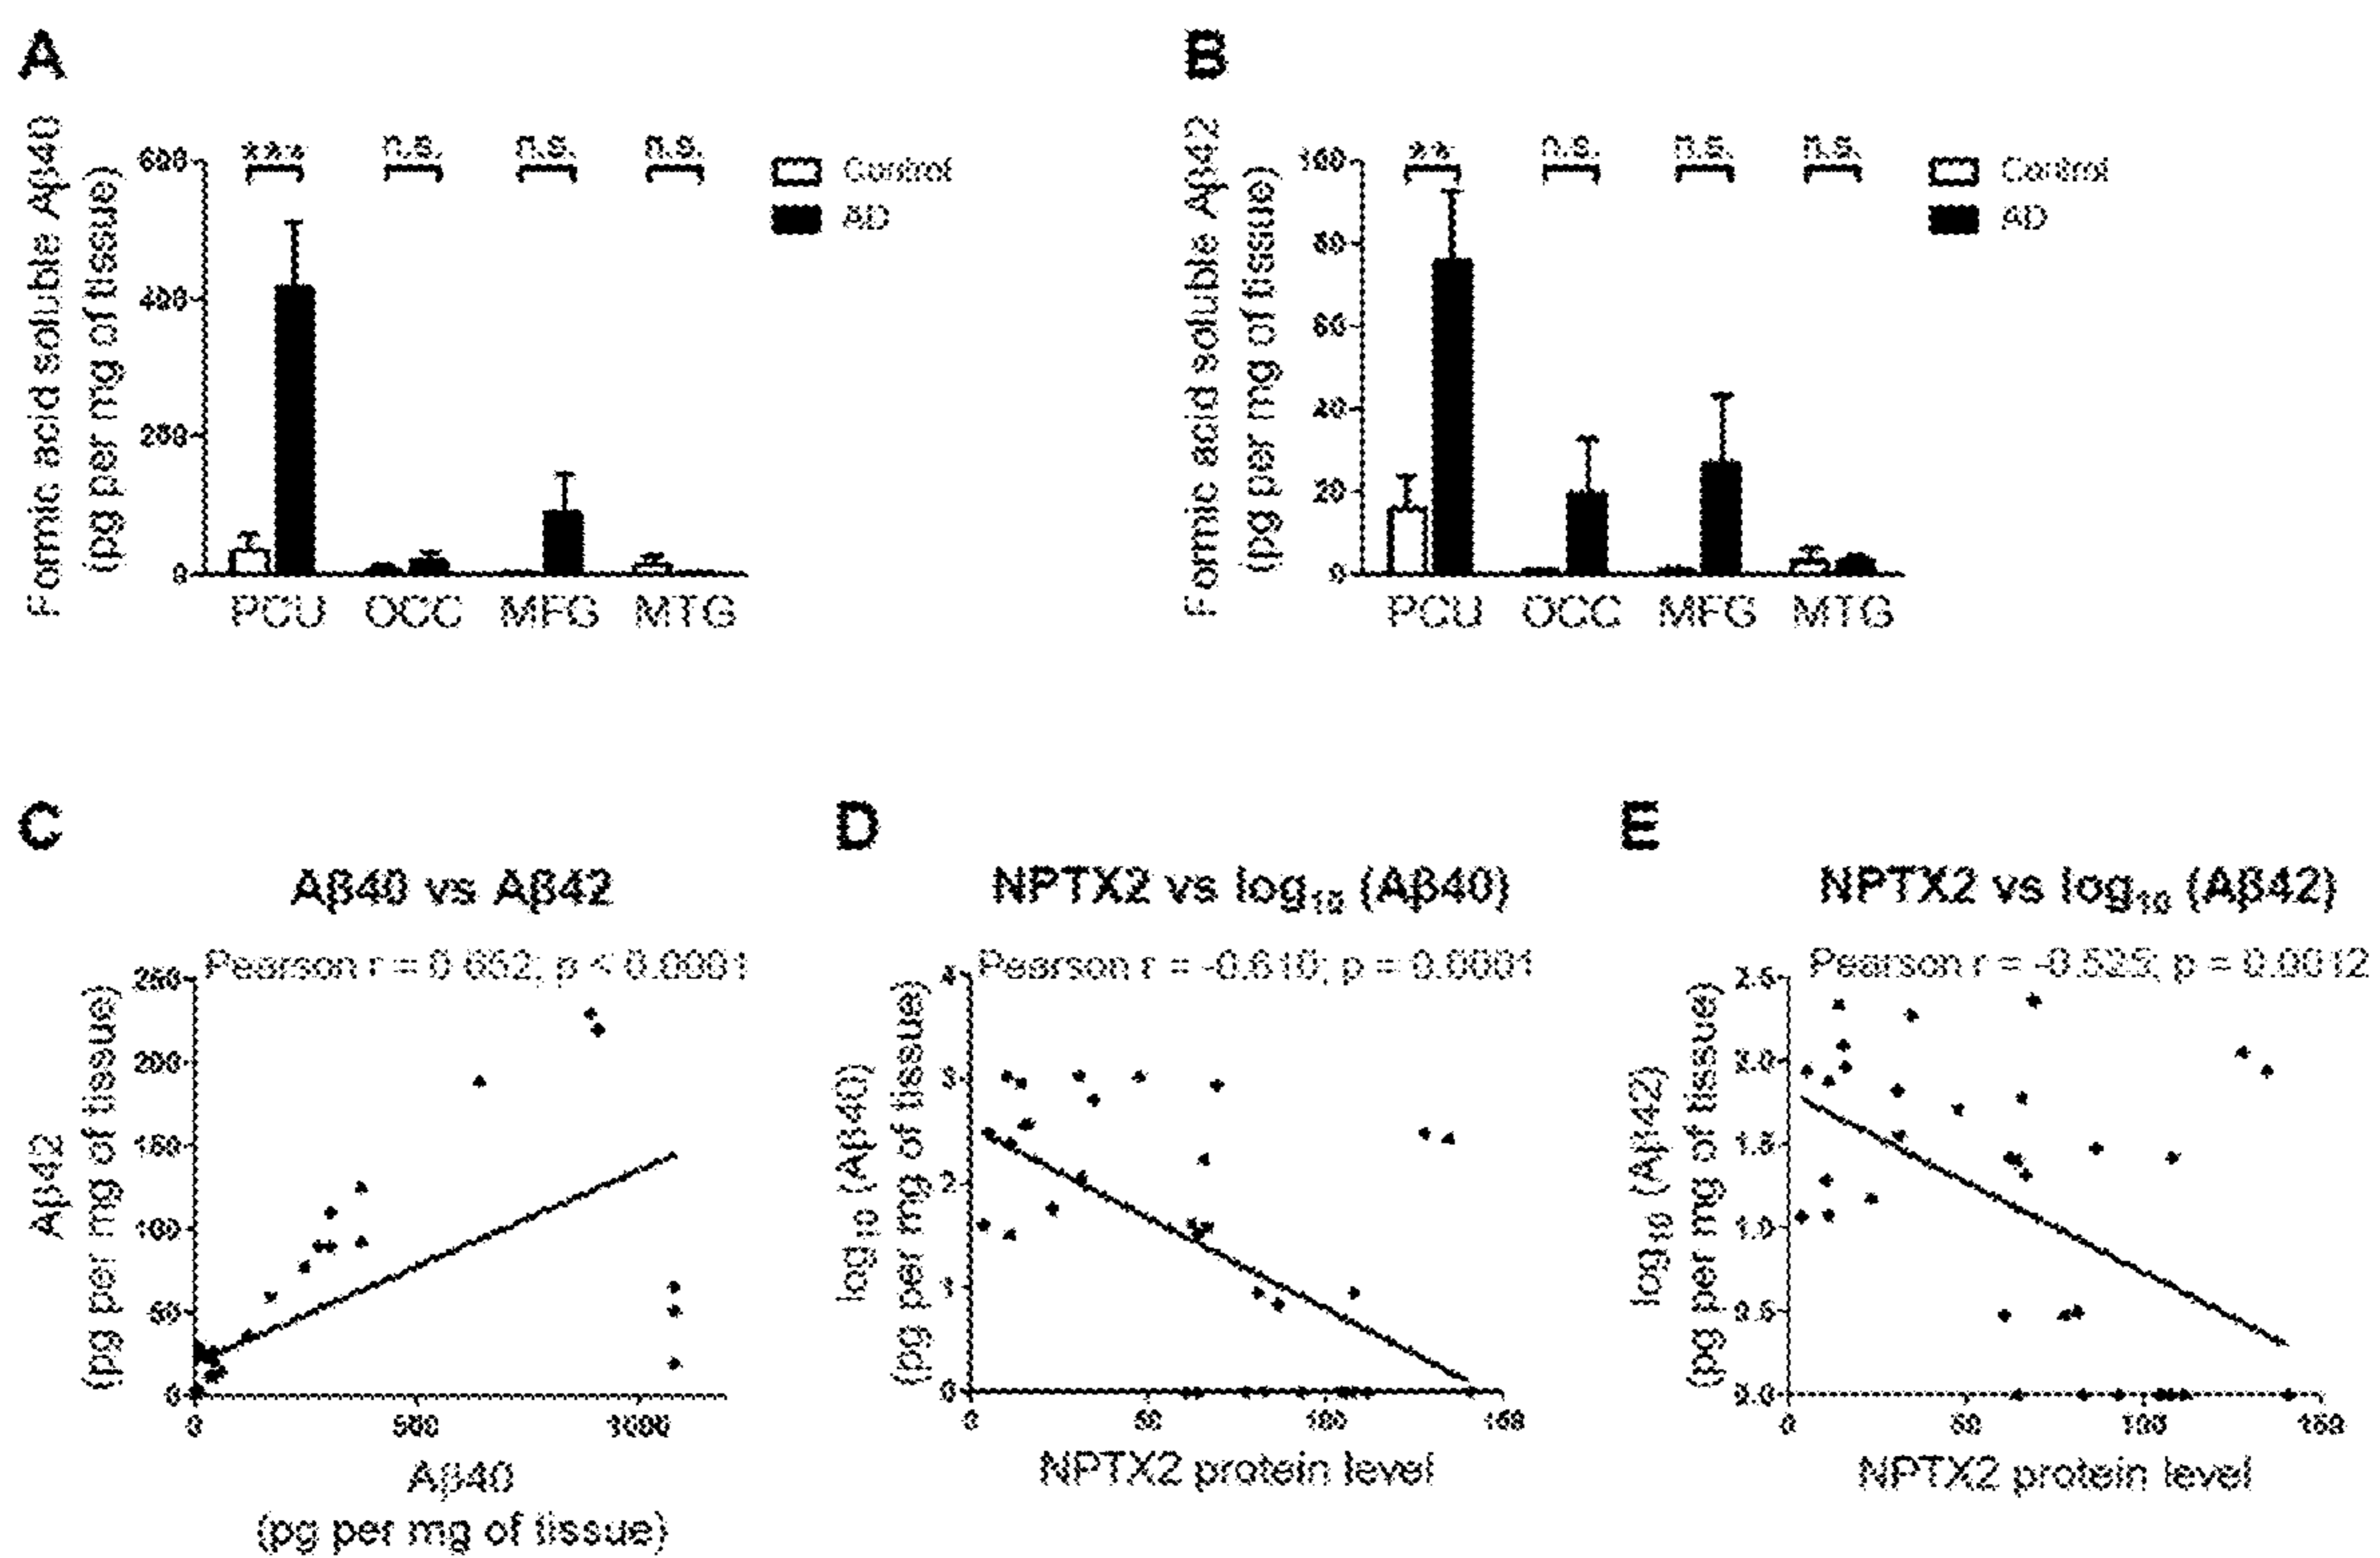 A
Formic acid soluble Aβ40
(pg per mg of tissue)
600
400
200
0
***
n.s.
n.s.
n.s.
Control
AD
PCU
OCC
MFG
MTG
B
Formic acid soluble Aβ42
(pg per mg of tissue)
100
80
60
40
20
0
**
n.s.
n.s.
n.s.
Control
AD
PCU
OCC
MFG
MTG
C
Aβ40 vs Aβ42
Pearson r = 0.652; p < 0.0001
Aβ42
(pg per mg of tissue)
250
200
150
100
50
0
0
500
1000
Aβ40
(pg per mg of tissue)
D
NPTX2 vs log10 (Aβ40)
Pearson r = -0.610; p = 0.0001
log10 (Aβ40)
(pg per mg of tissue)
4
3
2
1
0
0
50
100
150
NPTX2 protein level
E
NPTX2 vs log10 (Aβ42)
Pearson r = -0.525; p = 0.0012
log10 (Aβ42)
(pg per mg of tissue)
2.5
2.0
1.5
1.0
0.5
0.0
0
50
100
150
NPTX2 protein level